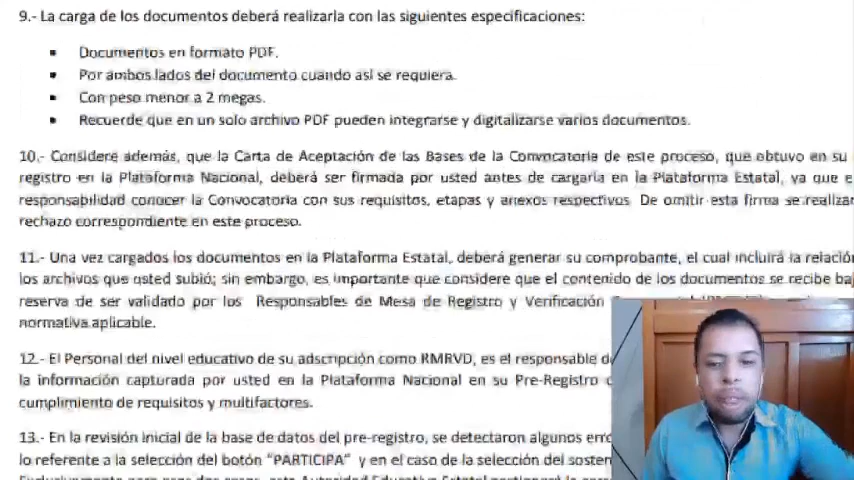 9.- La carga de los documentos deberá realizarla con las siguientes especificaciones:
▪ Documentos en formato PDF.
▪ Por ambos lados del documento cuando así se requiera.
▪ Con peso menor a 2 megas.
▪ Recuerde que en un solo archivo PDF pueden integrarse y digitalizarse varios documentos.
10.- Considere además, que la Carta de Aceptación de las Bases de la Convocatoria de este proceso, que obtuvo en su
registro en la Plataforma Nacional, deberá ser firmada por usted antes de cargarla en la Plataforma Estatal, ya que e
responsabilidad conocer la Convocatoria con sus requisitos, etapas y anexos respectivos. De omitir esta firma se realizar
rechazo correspondiente en este proceso.
11.- Una vez cargados los documentos en la Plataforma Estatal, deberá generar su comprobante, el cual incluirá la relación
los archivos que usted subió; sin embargo, es importante que considere que el contenido de los documentos se recibe baj
reserva de ser validado por los Responsables de Mesa de Registro y Verificación
normativa aplicable.
12.- El Personal del nivel educativo de su adscripción como RMRVD, es el responsable d
la información capturada por usted en la Plataforma Nacional en su Pre-Registro
cumplimiento de requisitos y multifactores.
13.- En la revisión inicial de la base de datos del pre-registro, se detectaron algunos erro
lo referente a la selección del botón "PARTICIPA" y en el caso de la selección del sosten